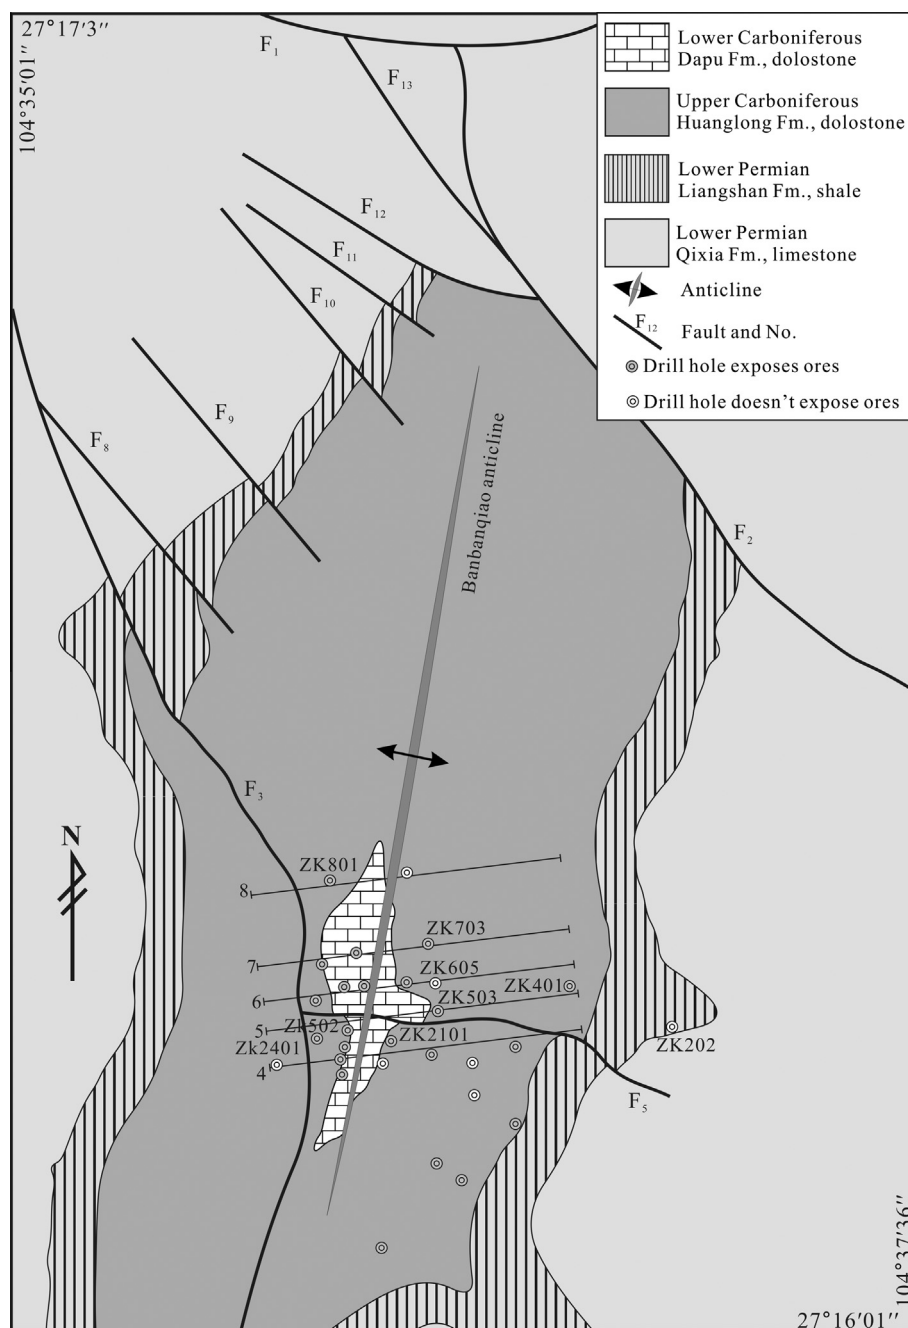 27°17′3″
104°35′01″
F1
F13
Lower Carboniferous
Dapu Fm., dolostone
Upper Carboniferous
Huanglong Fm., dolostone
Lower Permian
Liangshan Fm., shale
Lower Permian
Qixia Fm., limestone
Anticline
F12
Fault and No.
Drill hole exposes ores
Drill hole doesn't expose ores
F12
F11
F10
F9
F8
F2
Banbanqiao anticline
F3
N
ZK801
8
ZK703
7
ZK605
ZK401
6
ZK503
5
Zk502
ZK2101
ZK202
Zk2401
4
F5
104°37′36″
27°16′01″